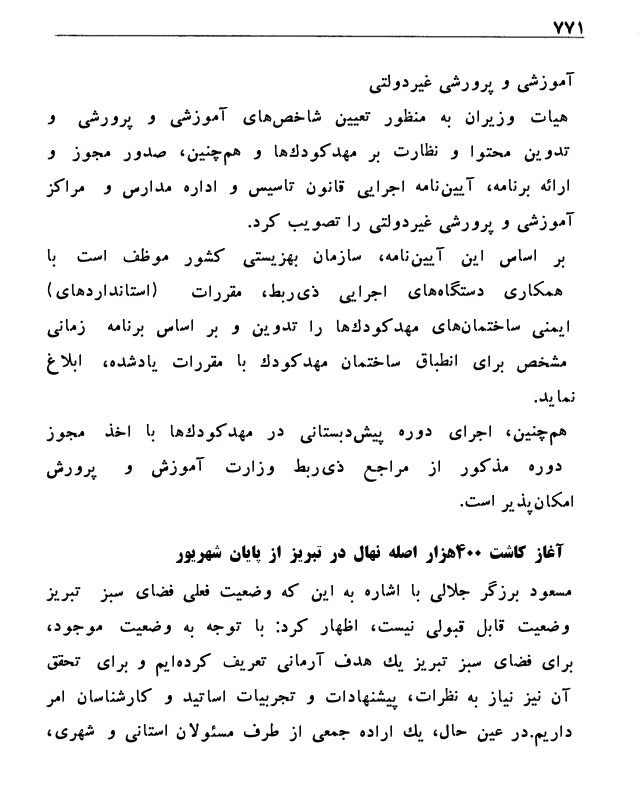 ۷۷۱
آموزشی و پرورشی غیردولتی
هیات وزیران به منظور تعیین شاخص‌های آموزشی و پرورشی و
تدوین محتوا و نظارت بر مهدکودك‌ها و هم‌چنین، صدور مجوز و
ارائه برنامه، آیین‌نامه اجرایی قانون تاسیس و اداره مدارس و مراکز
آموزشی و پرورشی غیردولتی را تصویب کرد.
بر اساس این آیین‌نامه، سازمان بهزیستی کشور موظف است با
همکاری دستگاه‌های اجرایی ذی‌ربط، مقررات (استانداردهای)
ایمنی ساختمان‌های مهدکودك‌ها را تدوین و بر اساس برنامه زمانی
مشخص برای انطباق ساختمان مهدکودك با مقررات یادشده، ابلاغ
نماید.
هم‌چنین، اجرای دوره پیش‌دبستانی در مهدکودك‌ها با اخذ مجوز
دوره مذکور از مراجع ذی‌ربط وزارت آموزش و پرورش
امکان‌پذیر است.
آغاز کاشت ۴۰۰هزار اصله نهال در تبریز از پایان شهریور
مسعود برزگر جلالی با اشاره به این که وضعیت فعلی فضای سبز تبریز
وضعیت قابل قبولی نیست، اظهار کرد: با توجه به وضعیت موجود،
برای فضای سبز تبریز یك هدف آرمانی تعریف کرده‌ایم و برای تحقق
آن نیز نیاز به نظرات، پیشنهادات و تجربیات اساتید و کارشناسان امر
داریم.در عین حال، یك اراده جمعی از طرف مسئولان استانی و شهری،